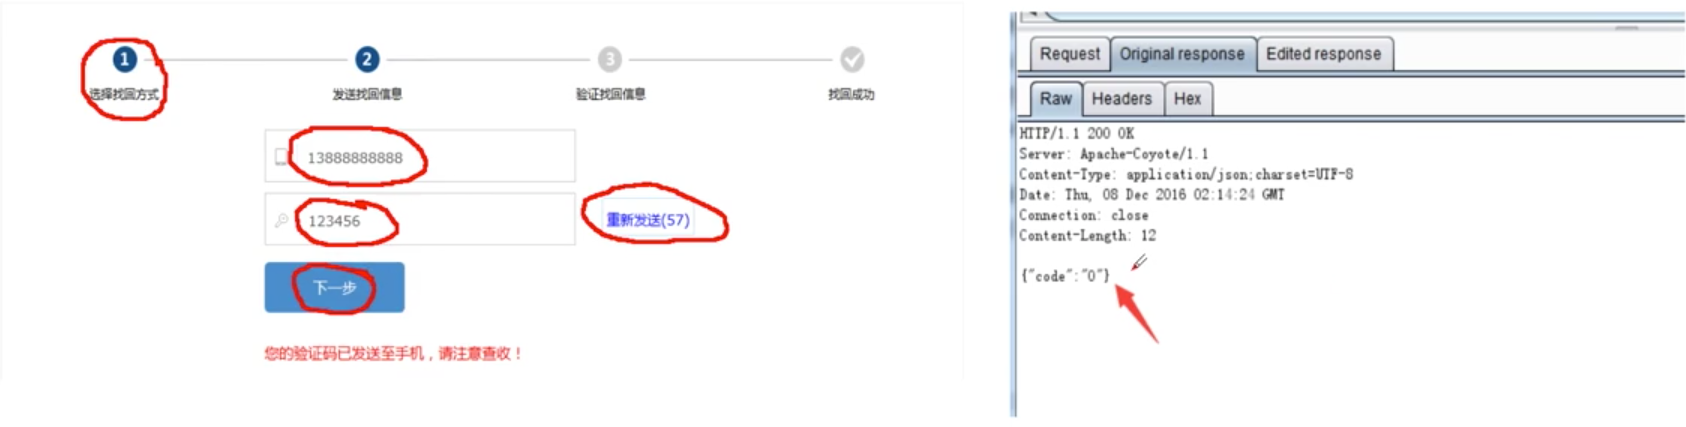 1
2
3
选择找回方式
发送找回信息
验证找回信息
找回成功
13888888888
123456
重新发送(57)
下一步
您的验证码已发送至手机，请注意查收！
Request
Original response
Edited response
Raw
Headers
Hex
HTTP/1.1 200 OK
Server: Apache-Coyote/1.1
Content-Type: application/json;charset=UTF-8
Date: Thu, 08 Dec 2016 02:14:24 GMT
Connection: close
Content-Length: 12
{"code":"0"}